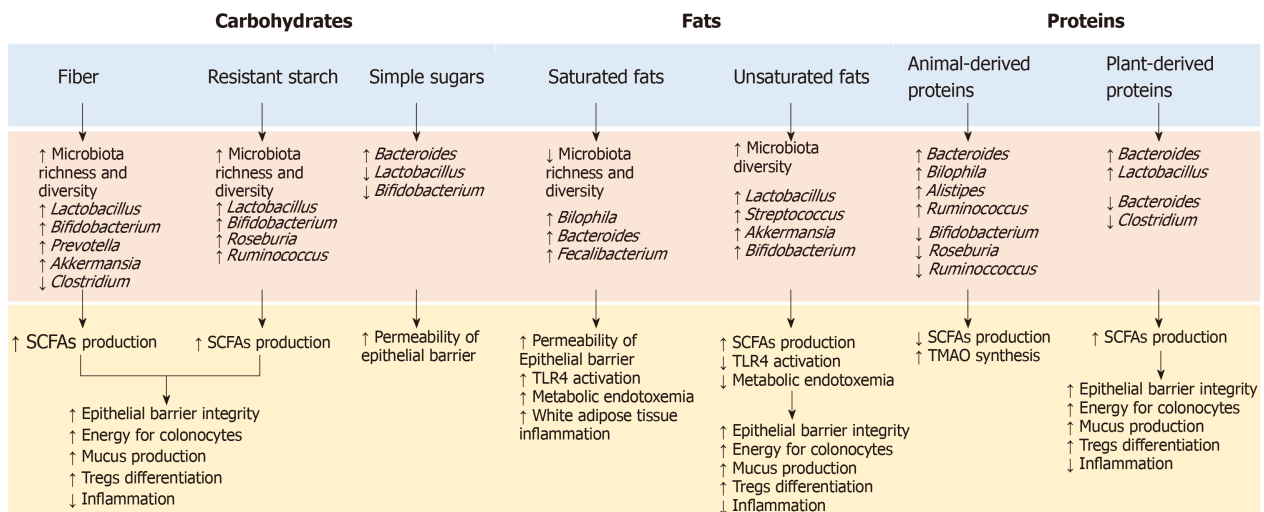 Carbohydrates
Fats
Proteins
Fiber
Resistant starch
Simple sugars
Saturated fats
Unsaturated fats
Animal-derived
proteins
Plant-derived
proteins
↑ Microbiota
richness and
diversity
↑ Lactobacillus
↑ Bifidobacterium
↑ Prevotella
↑ Akkermansia
↓ Clostridium
↑ Microbiota
richness and
diversity
↑ Lactobacillus
↑ Bifidobacterium
↑ Roseburia
↑ Ruminococcus
↑ Bacteroides
↓ Lactobacillus
↓ Bifidobacterium
↓ Microbiota
richness and
diversity
↑ Bilophila
↑ Bacteroides
↑ Fecalibacterium
↑ Microbiota
diversity
↑ Lactobacillus
↑ Streptococcus
↑ Akkermansia
↑ Bifidobacterium
↑ Bacteroides
↑ Bilophila
↑ Alistipes
↑ Ruminococcus
↓ Bifidobacterium
↓ Roseburia
↓ Ruminoccoccus
↑ Bacteroides
↑ Lactobacillus
↓ Bacteroides
↓ Clostridium
↑ SCFAs production
↑ SCFAs production
↑ Epithelial barrier integrity
↑ Energy for colonocytes
↑ Mucus production
↑ Tregs differentiation
↓ Inflammation
↑ Permeability of
epithelial barrier
↑ Permeability of
Epithelial barrier
↑ TLR4 activation
↑ Metabolic endotoxemia
↑ White adipose tissue
inflammation
↑ SCFAs production
↓ TLR4 activation
↓ Metabolic endotoxemia
↑ Epithelial barrier integrity
↑ Energy for colonocytes
↑ Mucus production
↑ Tregs differentiation
↓ Inflammation
↓ SCFAs production
↑ TMAO synthesis
↑ SCFAs production
↑ Epithelial barrier integrity
↑ Energy for colonocytes
↑ Mucus production
↑ Tregs differentiation
↓ Inflammation